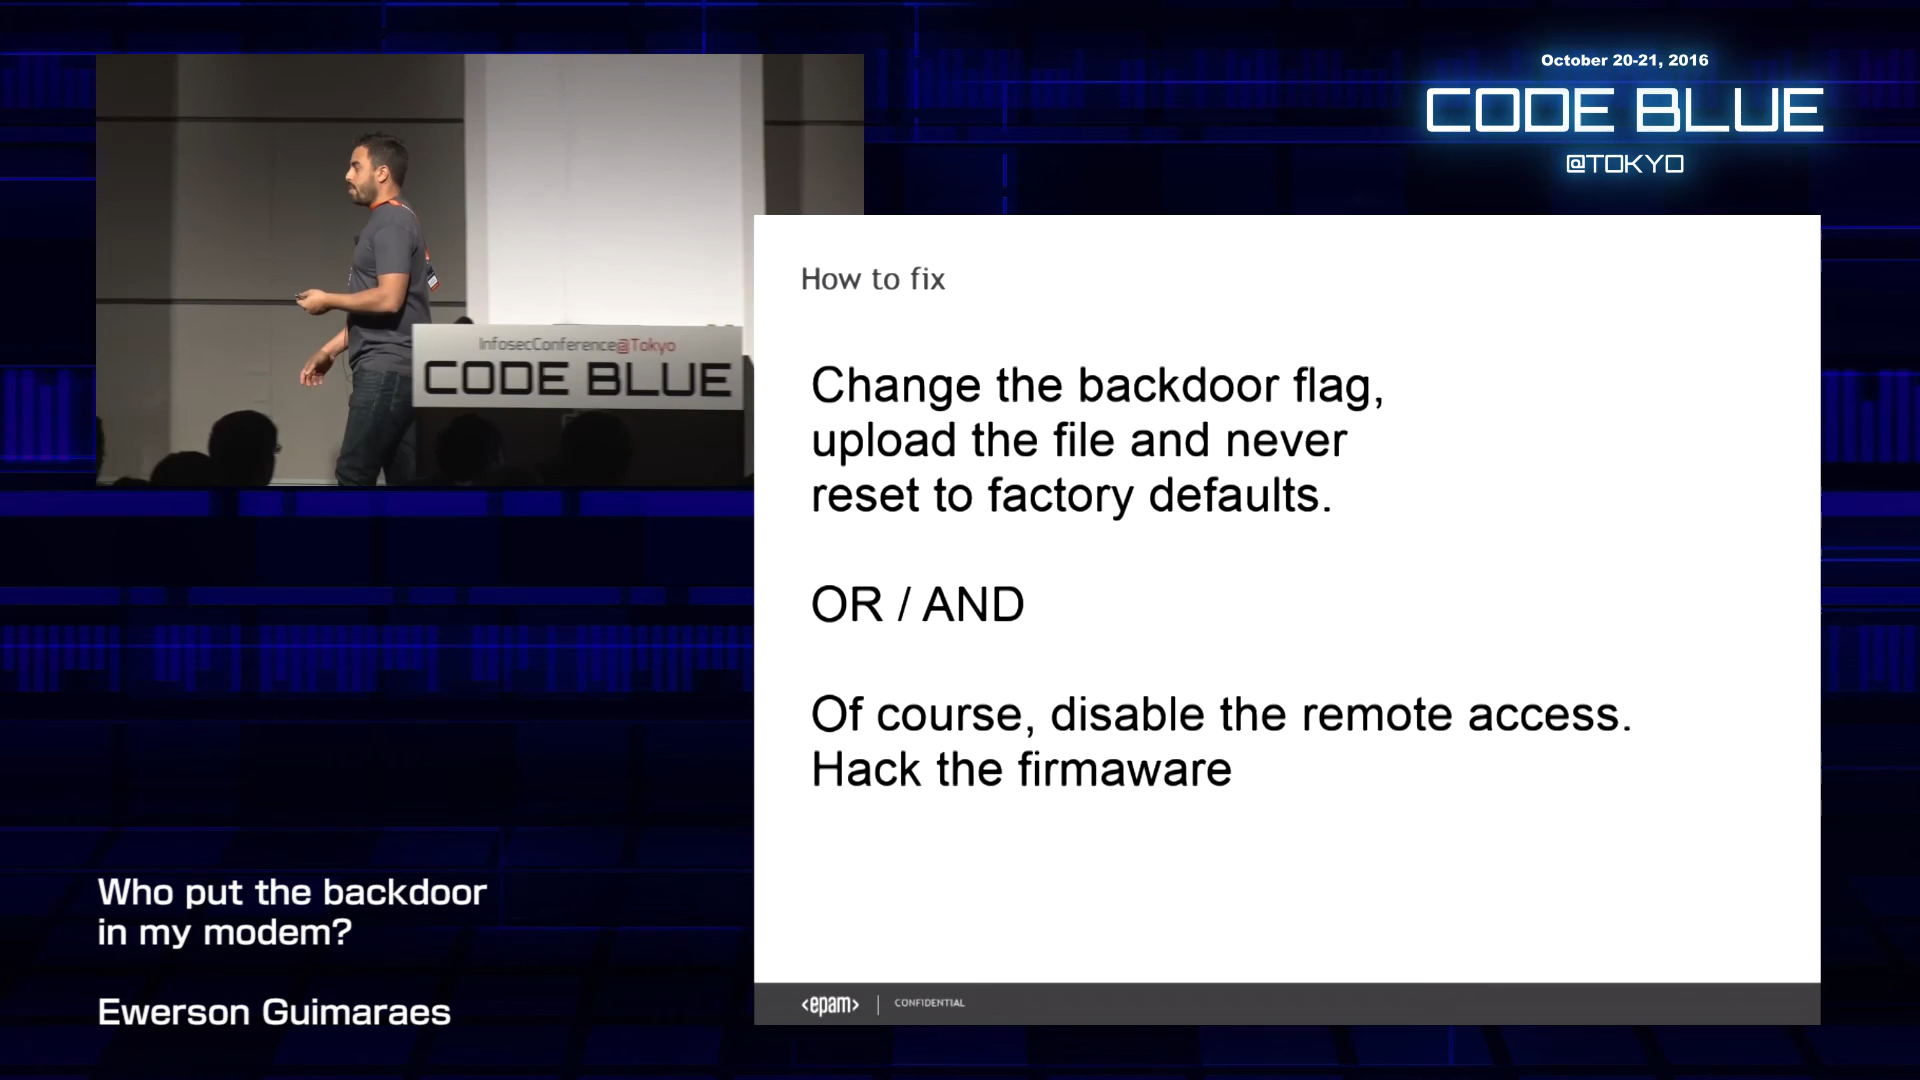 October 20-21, 2016
CODE BLUE
@TOKYO
InfosecConference@Tokyo
CODE BLUE
How to fix
Change the backdoor flag,
upload the file and never
reset to factory defaults.
OR / AND
Of course, disable the remote access.
Hack the firmaware
<epam> | CONFIDENTIAL
Who put the backdoor
in my modem?
Ewerson Guimaraes